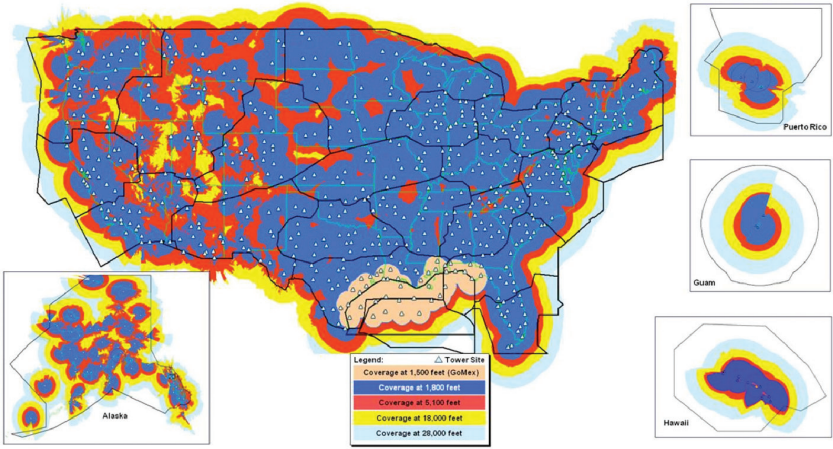 Puerto Rico
Guam
Alaska
Hawaii
Legend: Tower Site
Coverage at 1,500 feet (GoMex)
Coverage at 1,800 feet
Coverage at 5,100 feet
Coverage at 18,000 feet
Coverage at 28,000 feet